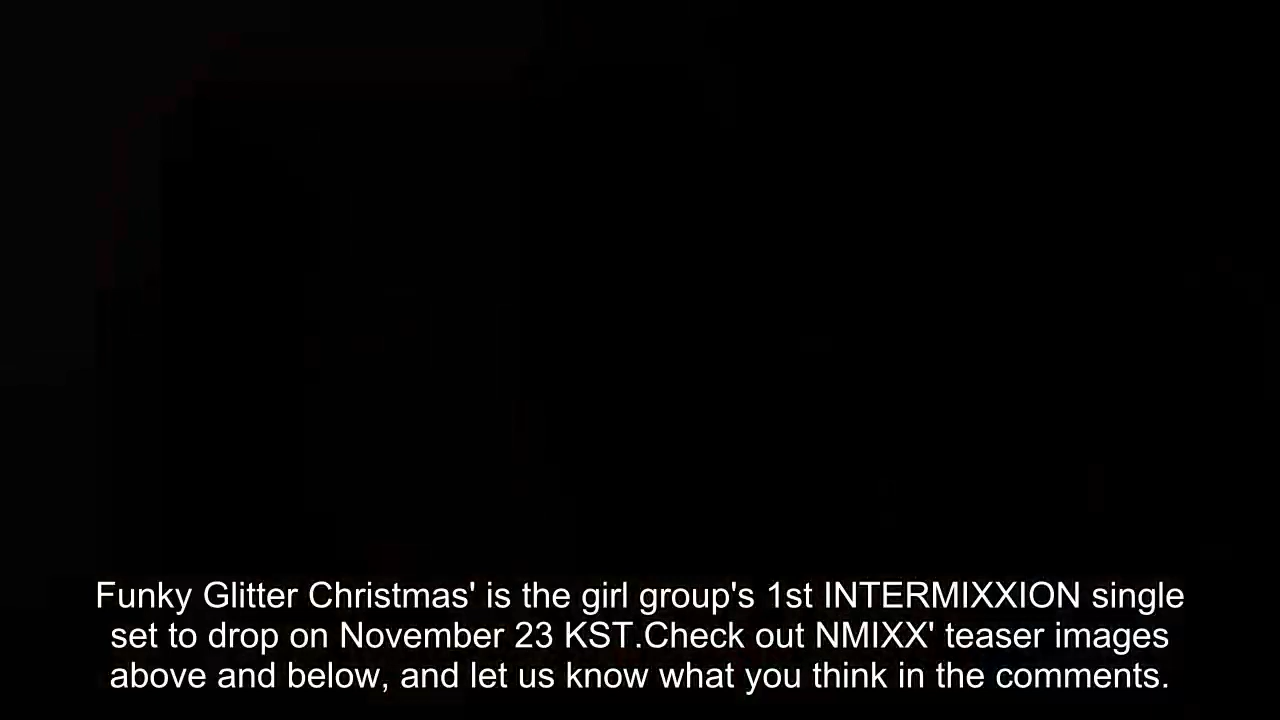 Funky Glitter Christmas' is the girl group's 1st INTERMIXXION single
set to drop on November 23 KST.Check out NMIXX' teaser images
above and below, and let us know what you think in the comments.